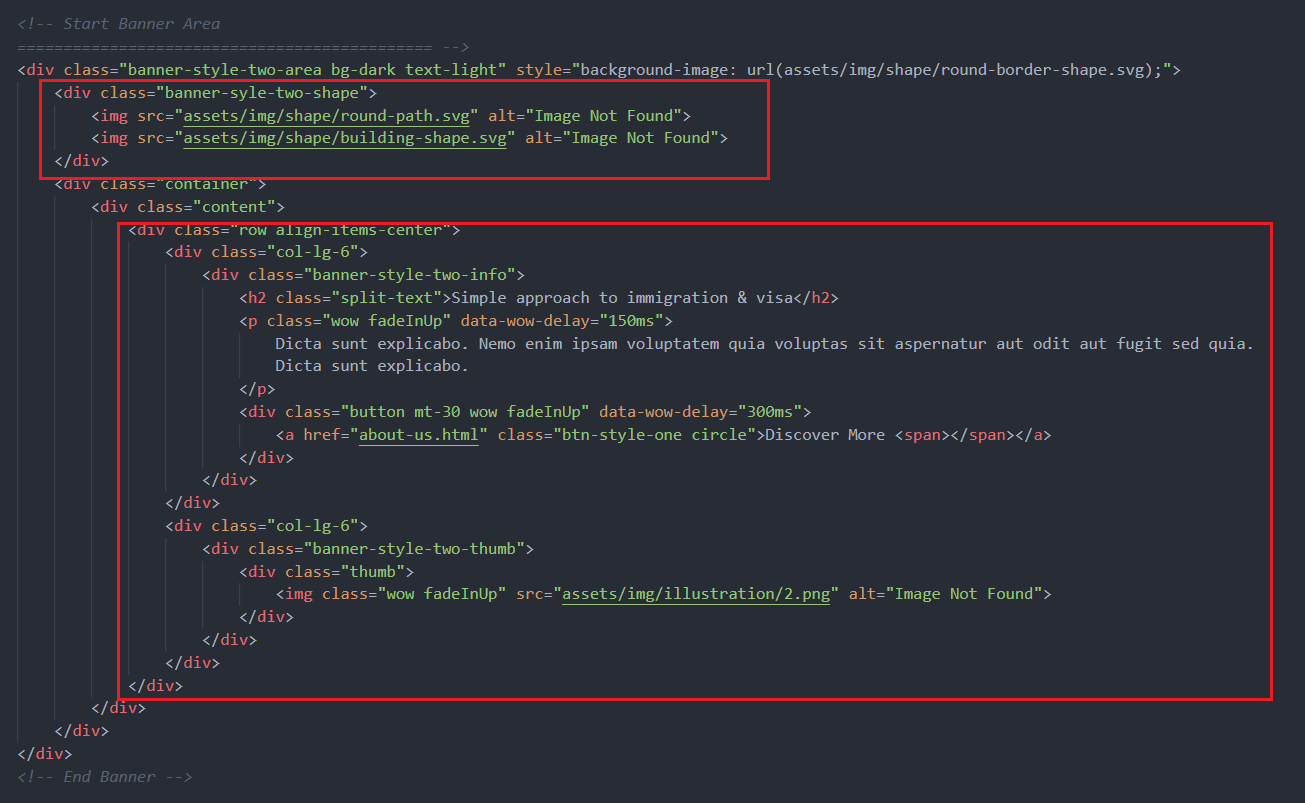 <!-- Start Banner Area
============================================= -->
<div class="banner-style-two-area bg-dark text-light" style="background-image: url(assets/img/shape/round-border-shape.svg);">
<div class="banner-syle-two-shape">
<img src="assets/img/shape/round-path.svg" alt="Image Not Found">
<img src="assets/img/shape/building-shape.svg" alt="Image Not Found">
</div>
<div class="container">
<div class="content">
<div class="row align-items-center">
<div class="col-lg-6">
<div class="banner-style-two-info">
<h2 class="split-text">Simple approach to immigration & visa</h2>
<p class="wow fadeInUp" data-wow-delay="150ms">
Dicta sunt explicabo. Nemo enim ipsam voluptatem quia voluptas sit aspernatur aut odit aut fugit sed quia.
Dicta sunt explicabo.
</p>
<div class="button mt-30 wow fadeInUp" data-wow-delay="300ms">
<a href="about-us.html" class="btn-style-one circle">Discover More <span></span></a>
</div>
</div>
</div>
<div class="col-lg-6">
<div class="banner-style-two-thumb">
<div class="thumb">
<img class="wow fadeInUp" src="assets/img/illustration/2.png" alt="Image Not Found">
</div>
</div>
</div>
</div>
</div>
</div>
</div>
<!-- End Banner -->